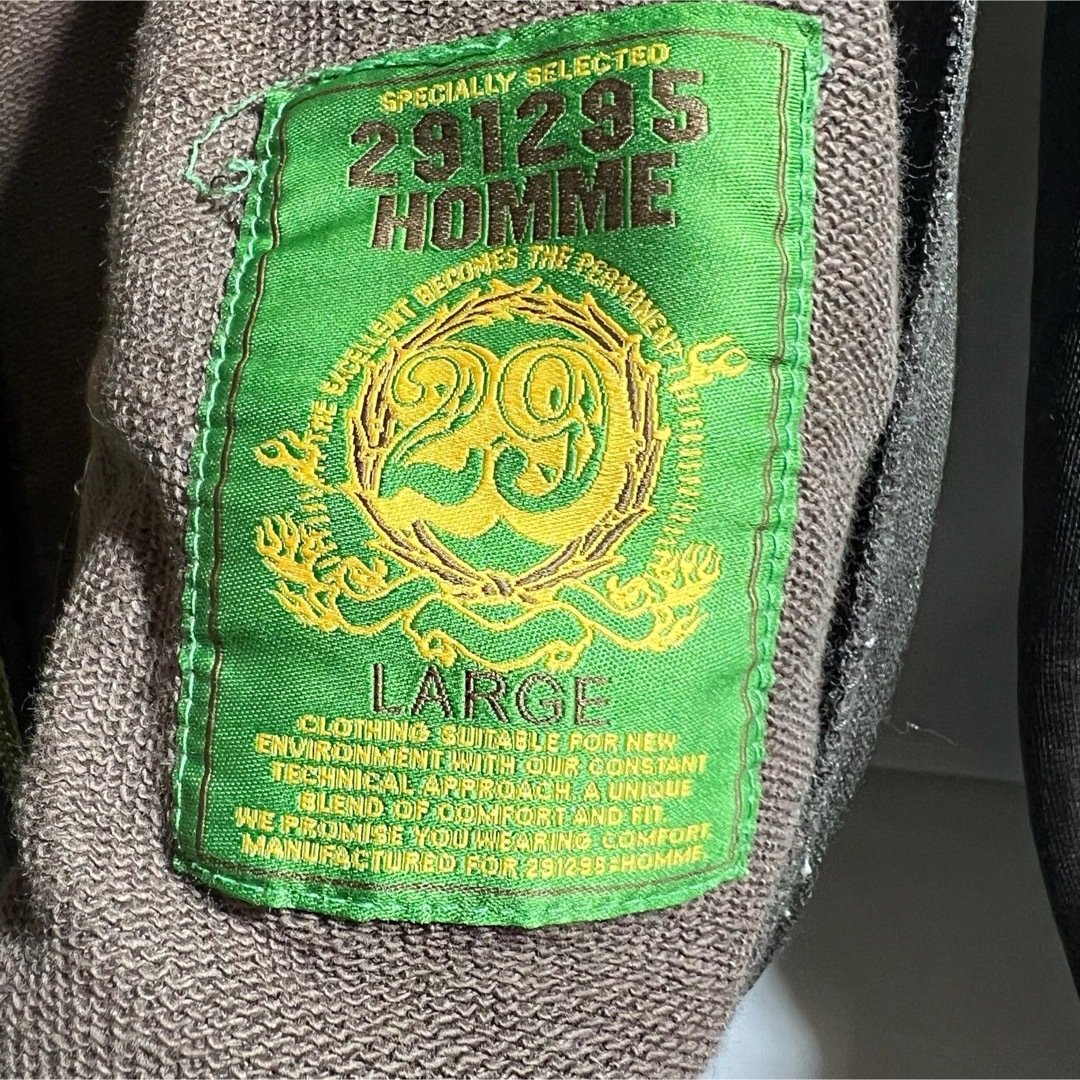 SPECIALLY SELECTED
291295
HOMME
THE EXCELLENT BECOMES THE PERMANENT
29
LARGE
CLOTHING SUITABLE FOR NEW
ENVIRONMENT WITH OUR CONSTANT
TECHNICAL APPROACH. A UNIQUE
BLEND OF COMFORT AND FIT.
WE PROMISE YOU WEARING COMFORT.
MANUFACTURED FOR 291295=HOMME.